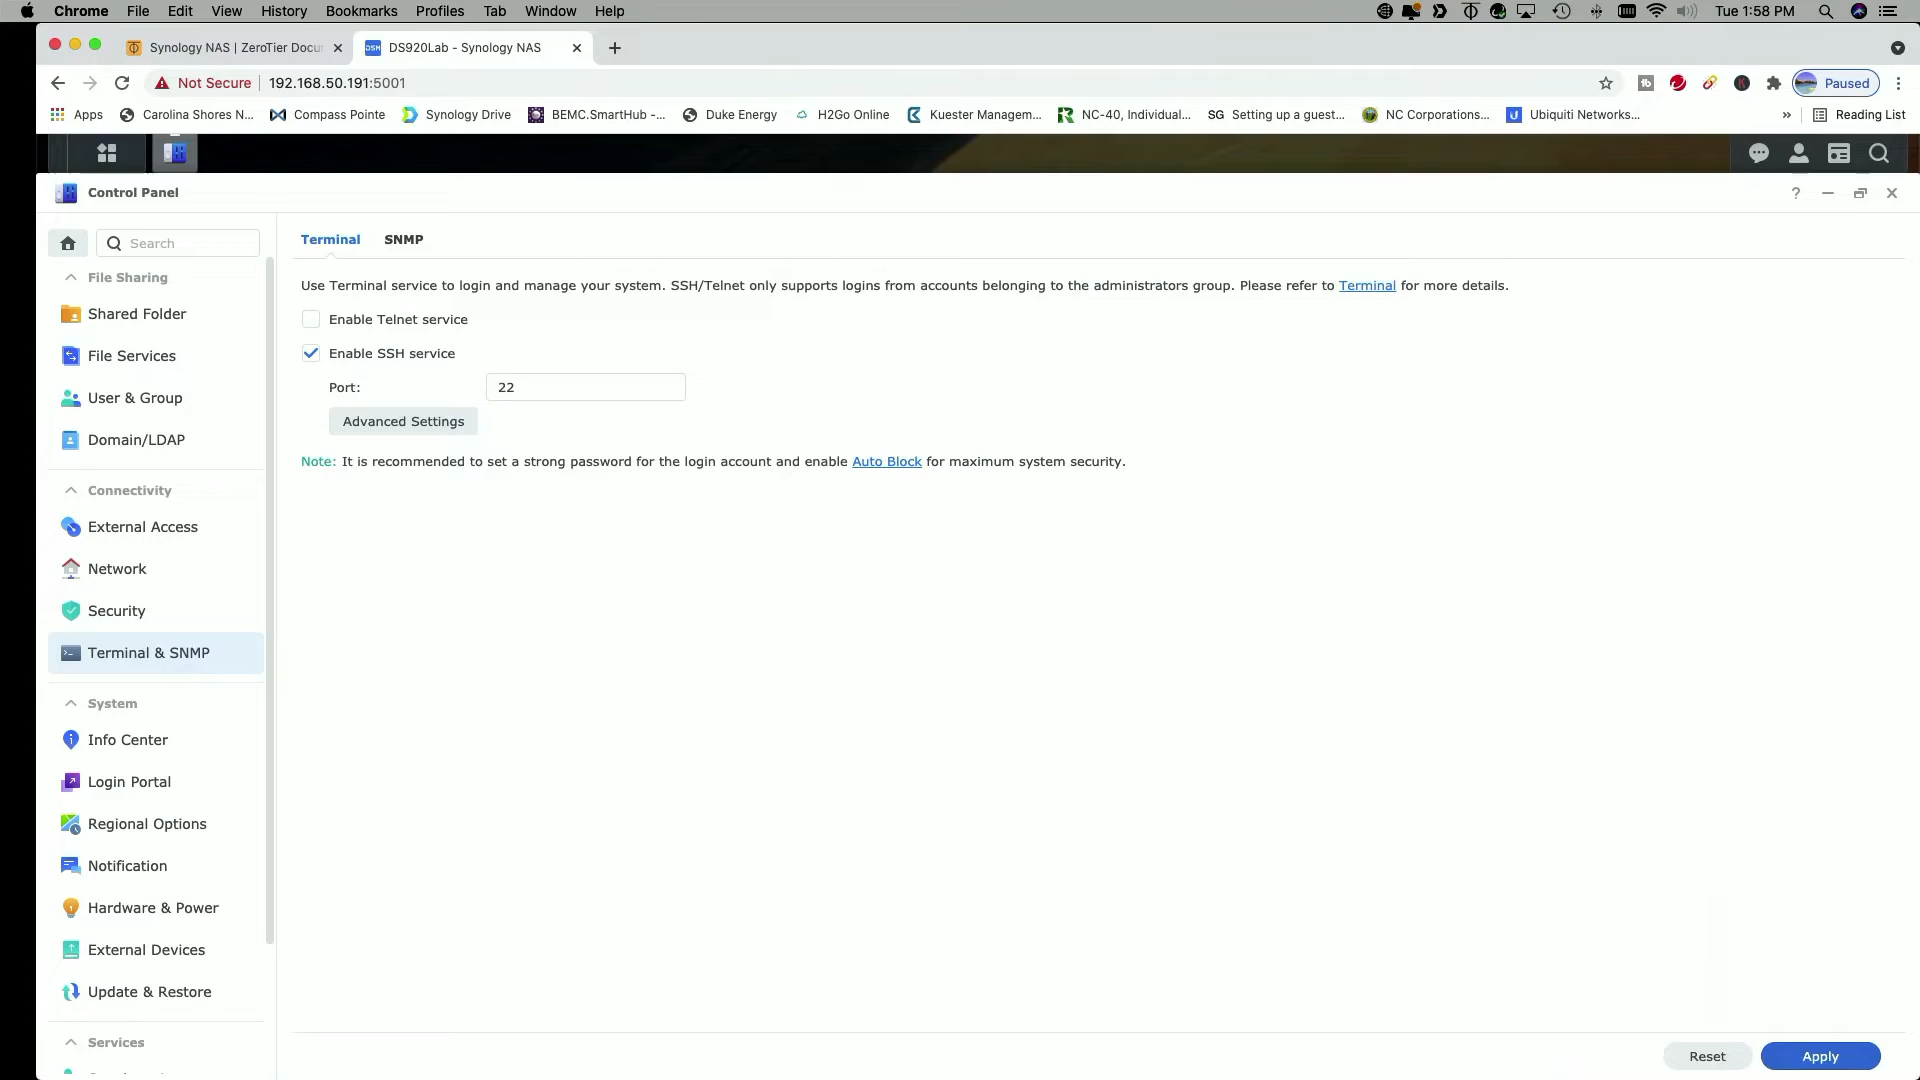 Chrome File Edit View History Bookmarks Profiles Tab Window Help Tue 1:58 PM
Synology NAS | ZeroTier Docu
DS920Lab - Synology NAS
Not Secure 192.168.50.191:5001 Paused
Apps Carolina Shores N... Compass Pointe Synology Drive BEMC.SmartHub -... Duke Energy H2Go Online Kuester Managem... NC-40, Individual... SG Setting up a guest... NC Corporations... Ubiquiti Networks... » Reading List
Control Panel
Search
Terminal SNMP
File Sharing
Shared Folder
File Services
User & Group
Domain/LDAP
Connectivity
External Access
Network
Security
Terminal & SNMP
System
Info Center
Login Portal
Regional Options
Notification
Hardware & Power
External Devices
Update & Restore
Services
Use Terminal service to login and manage your system. SSH/Telnet only supports logins from accounts belonging to the administrators group. Please refer to Terminal for more details.
Enable Telnet service
Enable SSH service
Port: 22
Advanced Settings
Note: It is recommended to set a strong password for the login account and enable Auto Block for maximum system security.
Reset Apply